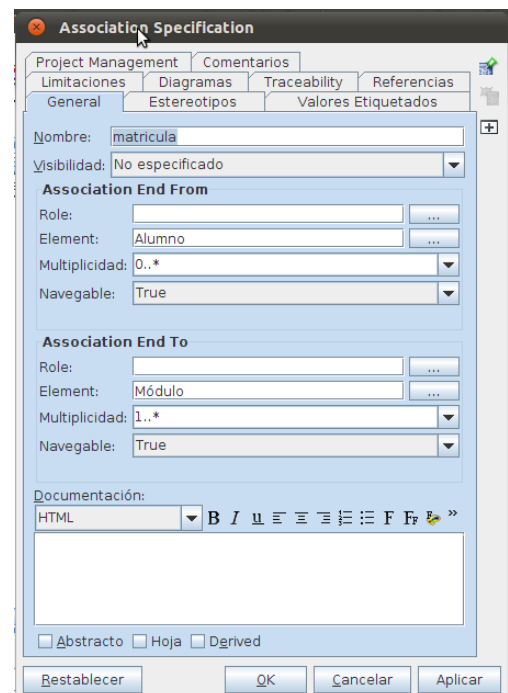 Association Specification
Project Management Comentarios
Limitaciones Diagramas Traceability Referencias
General Estereotipos Valores Etiquetados
Nombre: matricula
Visibilidad: No especificado
Association End From
Role: ...
Element: Alumno ...
Multiplicidad: 0..*
Navegable: True
Association End To
Role: ...
Element: Módulo ...
Multiplicidad: 1..*
Navegable: True
Documentación:
HTML B I u F FF »
Abstracto Hoja Derived
Restablecer OK Cancelar Aplicar